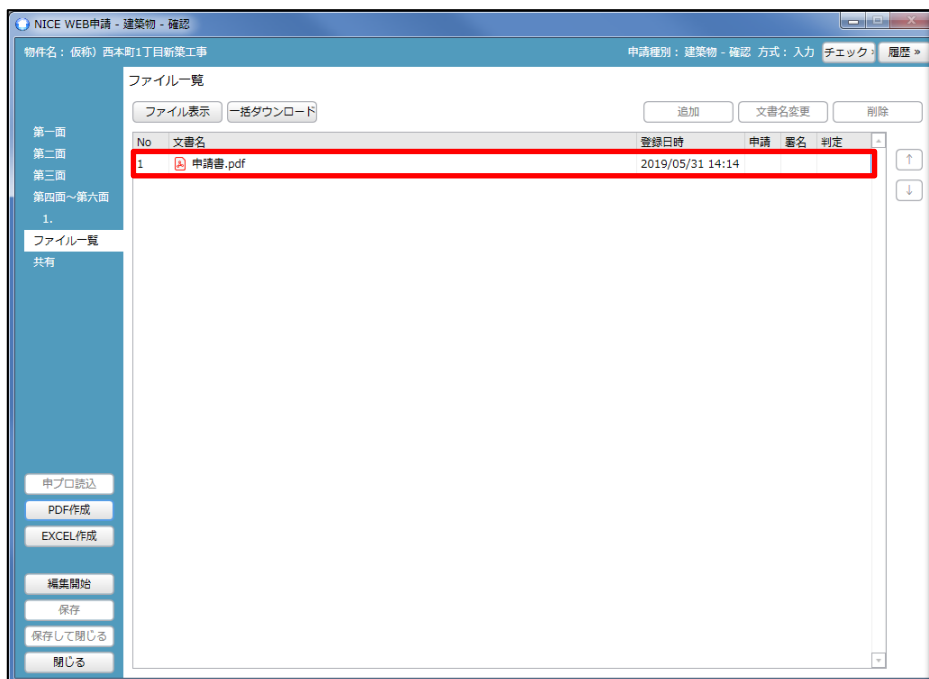 NICE WEB申請 - 建築物 - 確認
物件名： 仮称）西本町1丁目新築工事 申請種別： 建築物 - 確認 方式： 入力 チェック» 履歴 »
ファイル一覧
ファイル表示 一括ダウンロード 追加 文書名変更 削除
No 文書名 登録日時 申請 署名 判定
1 申請書.pdf 2019/05/31 14:14
↑
↓
第一面
第二面
第三面
第四面～第六面
1.
ファイル一覧
共有
申プロ読込
PDF作成
EXCEL作成
編集開始
保存
保存して閉じる
閉じる